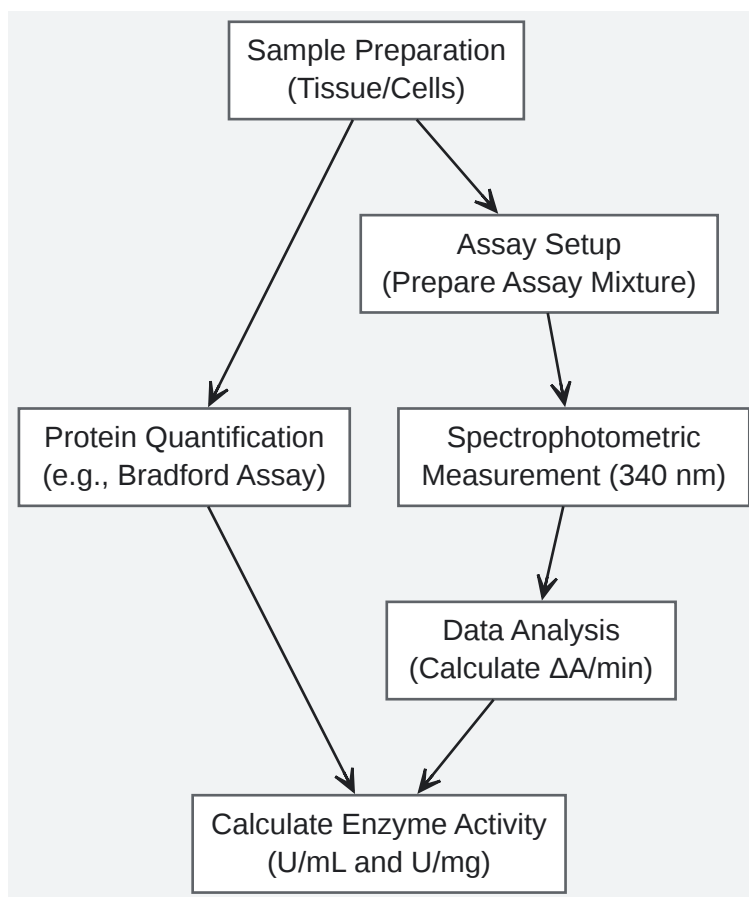 Sample Preparation
(Tissue/Cells)
Assay Setup
(Prepare Assay Mixture)
Protein Quantification
(e.g., Bradford Assay)
Spectrophotometric
Measurement (340 nm)
Data Analysis
(Calculate ΔA/min)
Calculate Enzyme Activity
(U/mL and U/mg)